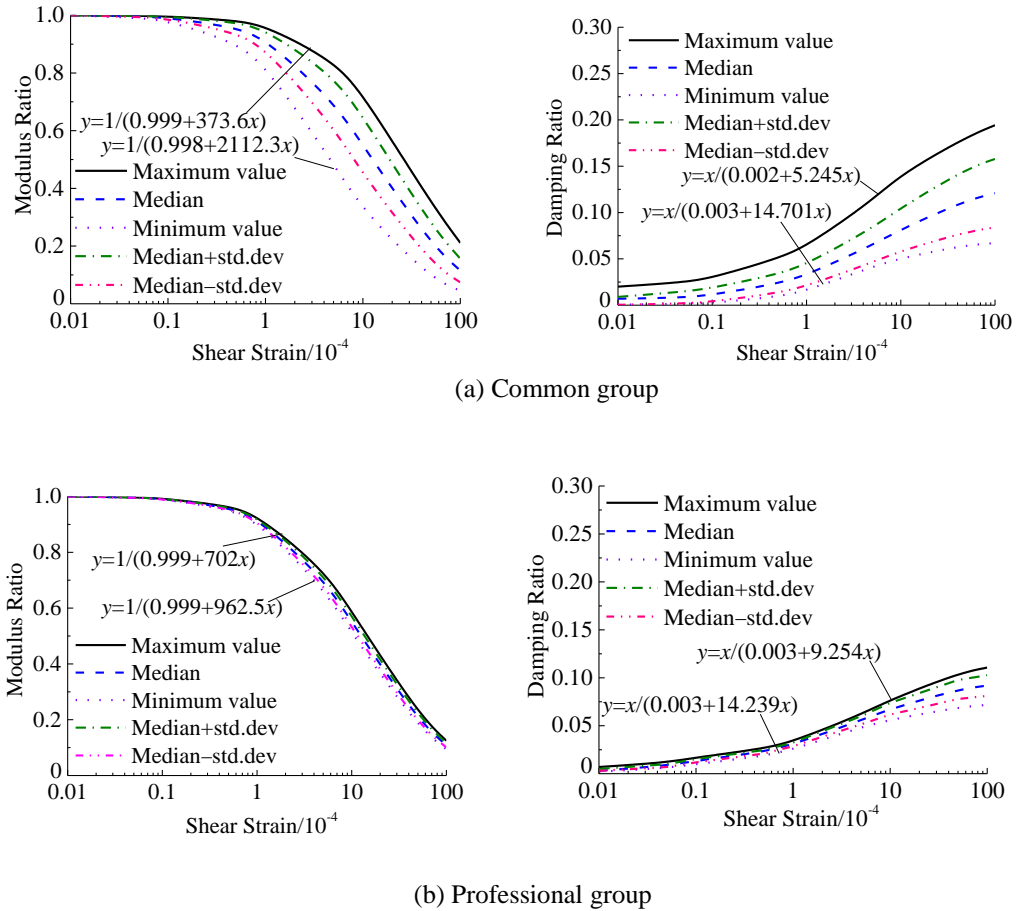 1.0
0.8
0.6
0.4
0.2
0
Modulus Ratio
y=1/(0.999+373.6x)
y=1/(0.998+2112.3x)
Maximum value
Median
Minimum value
Median+std.dev
Median−std.dev
0.01 0.1 1 10 100
Shear Strain/10⁻⁴
Maximum value
Median
Minimum value
Median+std.dev
Median−std.dev
0.30
0.25
0.20
0.15
0.10
0.05
0
Damping Ratio
y=x/(0.002+5.245x)
y=x/(0.003+14.701x)
0.01 0.1 1 10 100
Shear Strain/10⁻⁴
(a) Common group
1.0
0.8
0.6
0.4
0.2
0
Modulus Ratio
y=1/(0.999+702x)
y=1/(0.999+962.5x)
Maximum value
Median
Minimum value
Median+std.dev
Median−std.dev
0.01 0.1 1 10 100
Shear Strain/10⁻⁴
0.30
0.25
0.20
0.15
0.10
0.05
0
Damping Ratio
Maximum value
Median
Minimum value
Median+std.dev
Median−std.dev
y=x/(0.003+9.254x)
y=x/(0.003+14.239x)
0.01 0.1 1 10 100
Shear Strain/10⁻⁴
(b) Professional group